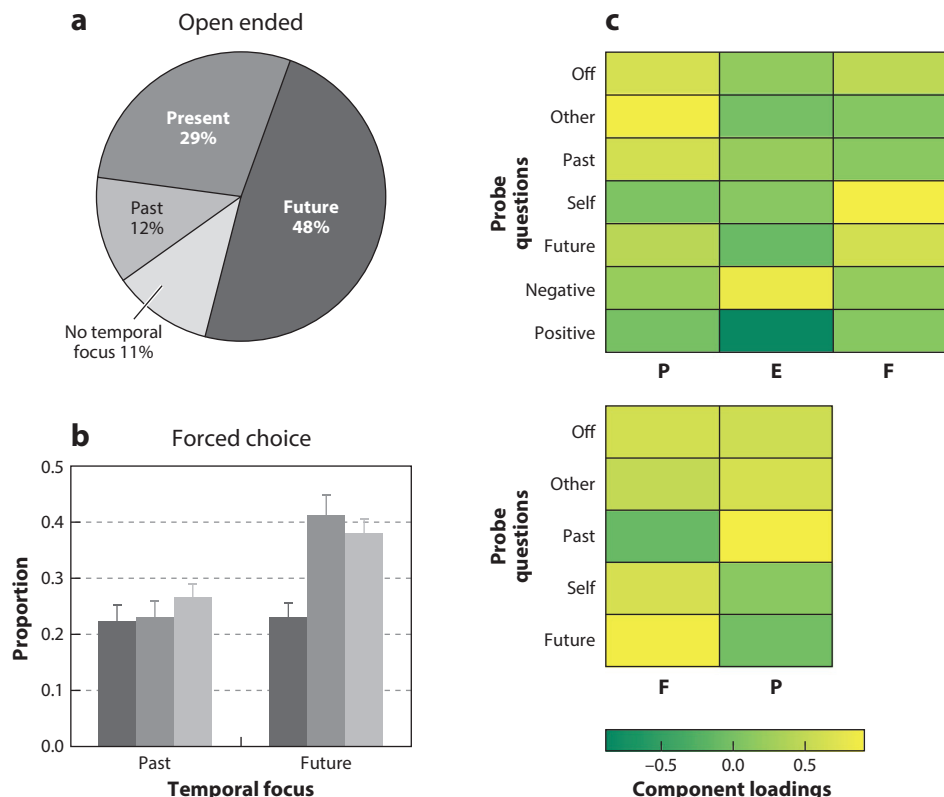 a
Open ended
Present
29%
Past
12%
Future
48%
No temporal
focus 11%
b
Forced choice
Proportion
0.5
0.4
0.3
0.2
0.1
0.0
Past
Future
Temporal focus
c
Probe
questions
Off
Other
Past
Self
Future
Negative
Positive
P
E
F
Probe
questions
Off
Other
Past
Self
Future
F
P
−0.5
0.0
0.5
Component loadings